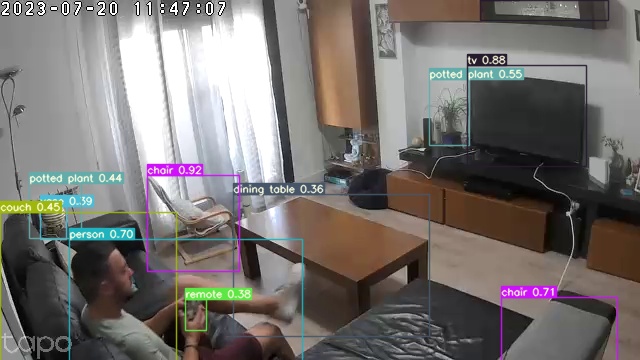 2023-07-20 11:47:07
tv 0.88
potted plant 0.55
chair 0.92
potted plant 0.44
dining table 0.36
vase 0.39
couch 0.45
person 0.70
remote 0.38
chair 0.71
tapo